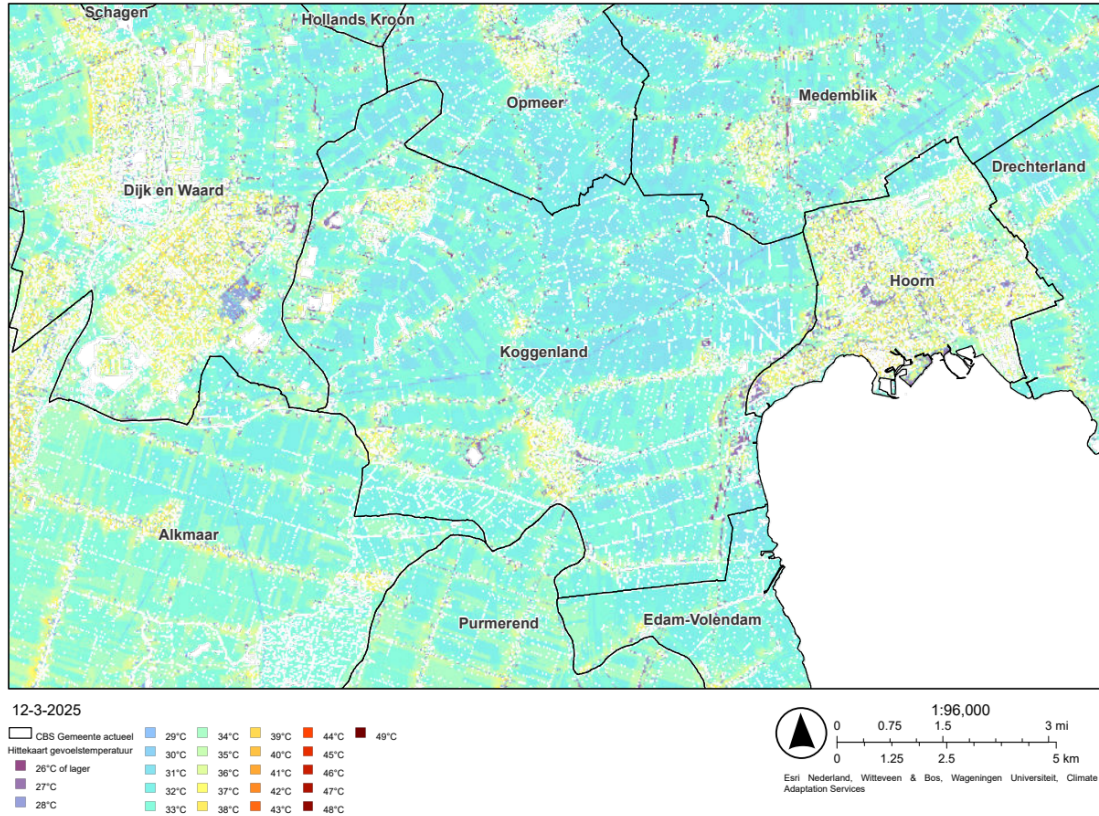 Schagen
Hollands Kroon
Opmeer
Medemblik
Drechterland
Dijk en Waard
Hoorn
Koggenland
Alkmaar
Purmerend
Edam-Volendam
12-3-2025
CBS Gemeente actueel
Hittekaart gevoelstemperatuur
26°C of lager
27°C
28°C
29°C
30°C
31°C
32°C
33°C
34°C
35°C
36°C
37°C
38°C
39°C
40°C
41°C
42°C
43°C
44°C
45°C
46°C
47°C
48°C
49°C
1:96,000
0 0.75 1.5 3 mi
0 1.25 2.5 5 km
Esri Nederland, Witteveen & Bos, Wageningen Universiteit, Climate
Adaptation Services